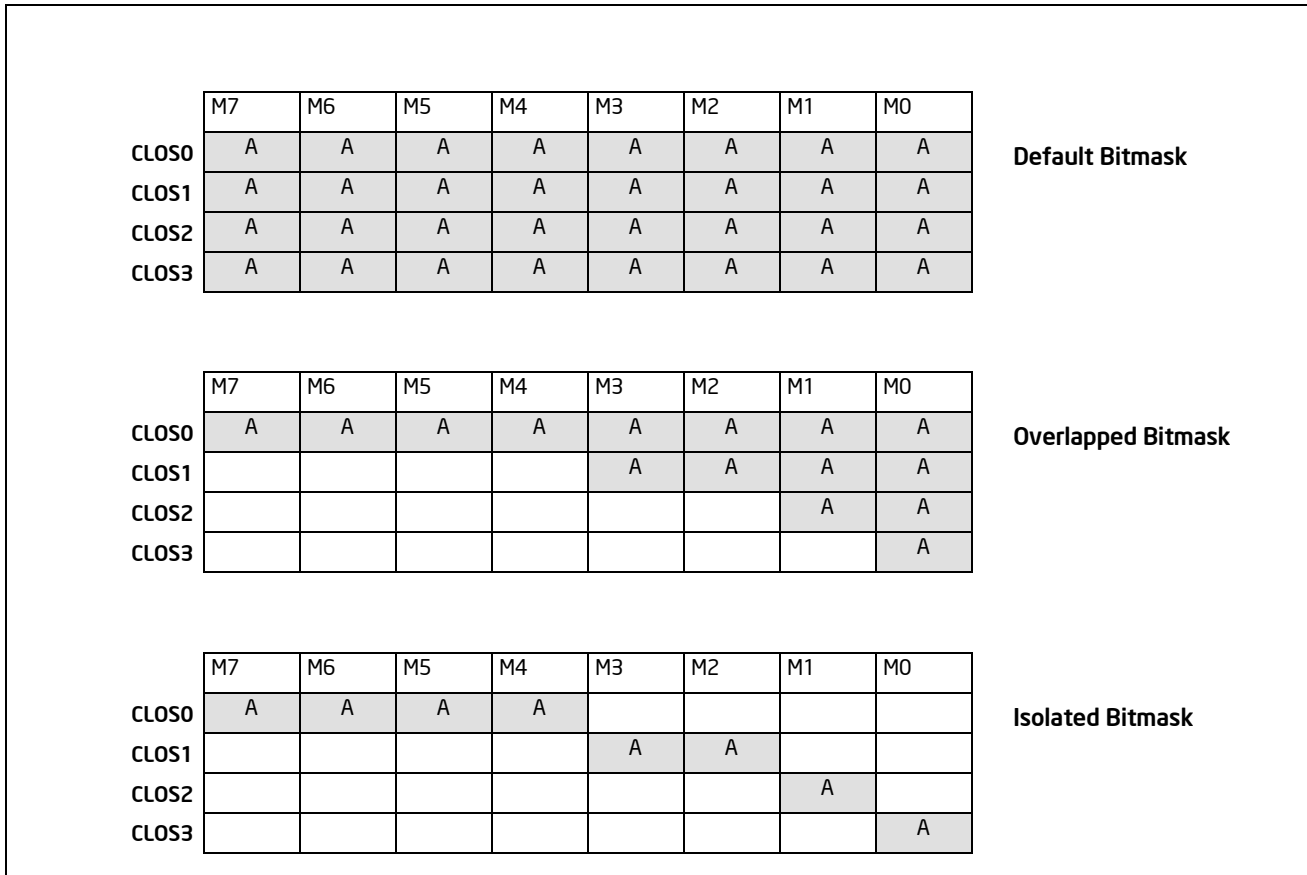 M7 M6 M5 M4 M3 M2 M1 M0
CLOS0 A A A A A A A A Default Bitmask
CLOS1 A A A A A A A A
CLOS2 A A A A A A A A
CLOS3 A A A A A A A A
M7 M6 M5 M4 M3 M2 M1 M0
CLOS0 A A A A A A A A Overlapped Bitmask
CLOS1 A A A A
CLOS2 A A
CLOS3 A
M7 M6 M5 M4 M3 M2 M1 M0
CLOS0 A A A A Isolated Bitmask
CLOS1 A A
CLOS2 A
CLOS3 A